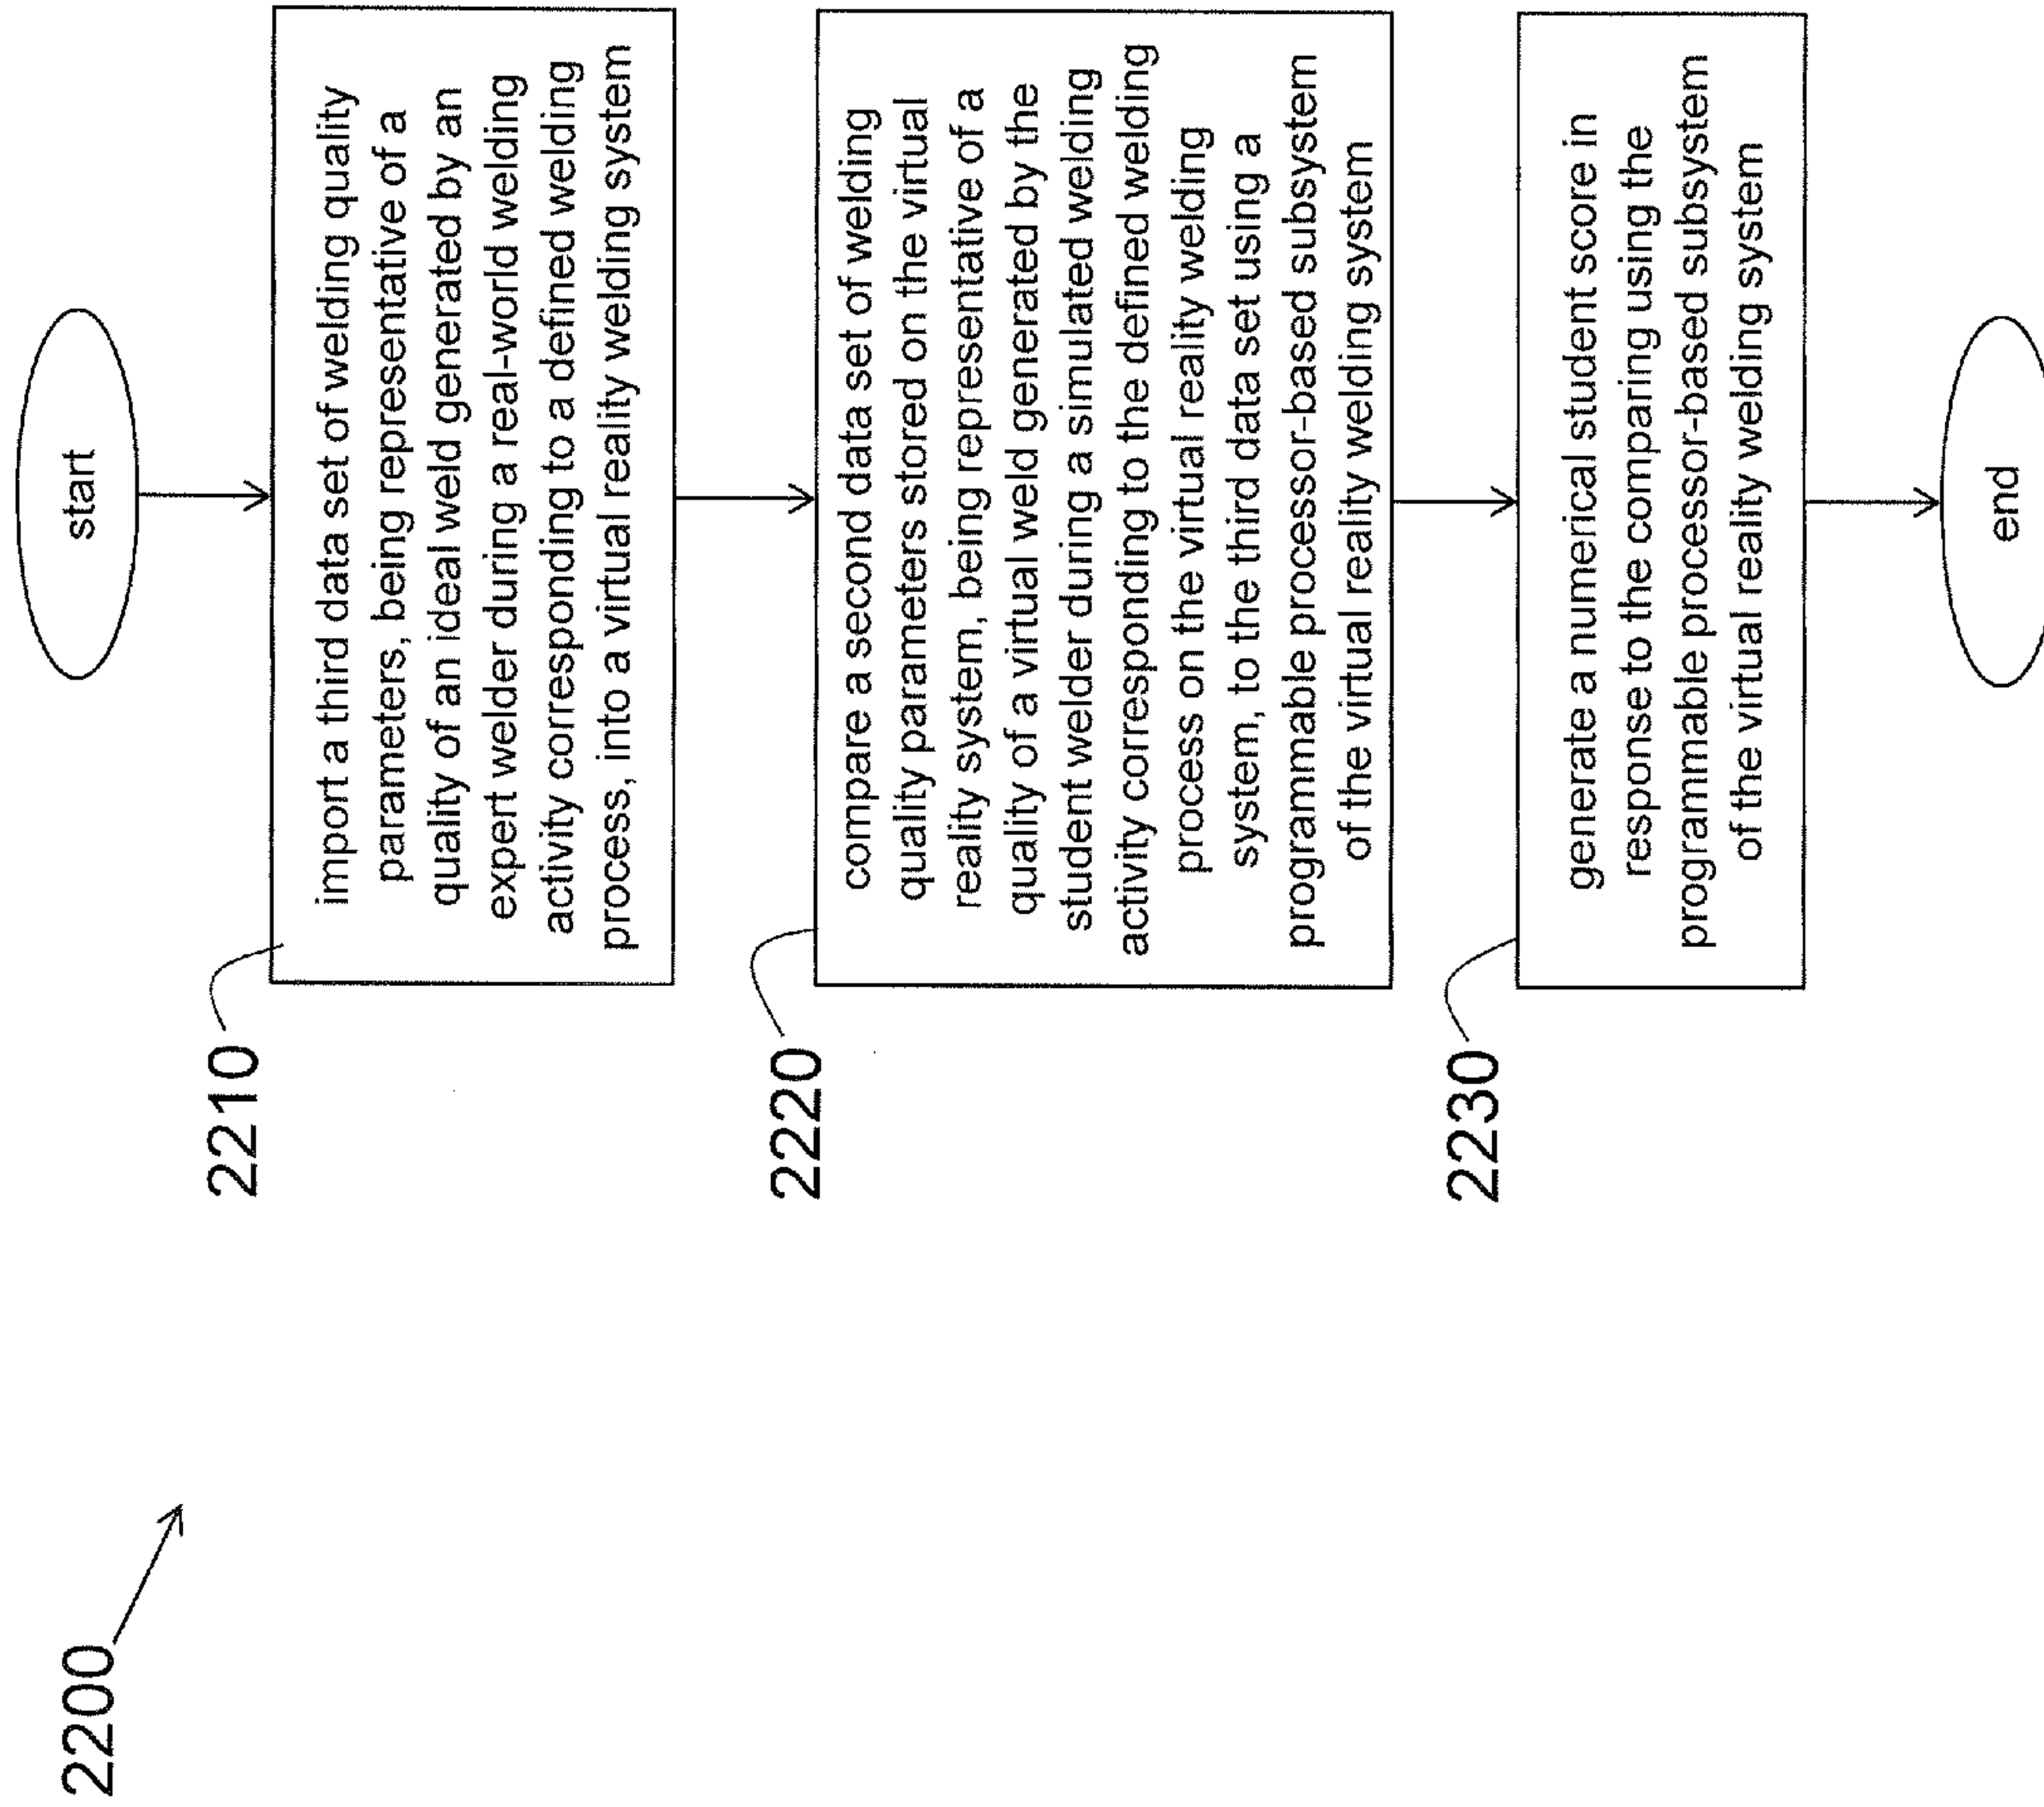 2200
start
2210
import a third data set of welding quality
parameters, being representative of a
quality of an ideal weld generated by an
expert welder during a real-world welding
activity corresponding to a defined welding
process, into a virtual reality welding system
2220
compare a second data set of welding
quality parameters stored on the virtual
reality system, being representative of a
quality of a virtual weld generated by the
student welder during a simulated welding
activity corresponding to the defined welding
process on the virtual reality welding
system, to the third data set using a
programmable processor-based subsystem
of the virtual reality welding system
2230
generate a numerical student score in
response to the comparing using the
programmable processor-based subsystem
of the virtual reality welding system
end